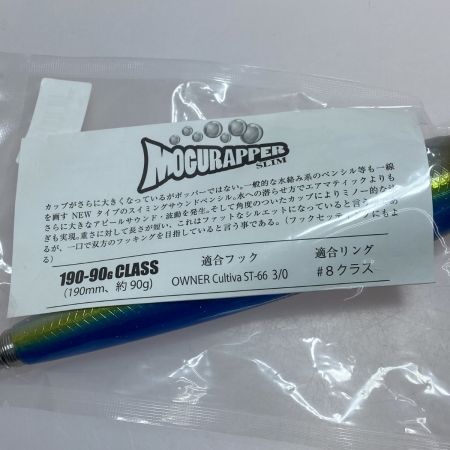 MOGURAPPER
SLIM
カップがさらに大きくなっているがポッパーではない。一般的な水絡み系のペンシル等も一線
を画す NEW タイプのスイミングサウンドペンシル。水への潜らせ方でエアマティックよりも
さらに大きなアピールサウンド・波動を発生。そして角度のついたカップによりミノー的な
ぎも実現。重さに対して長さが短い、これはファットなシルエットになっていると言う
るが、一口で双方のフッキングを目指していると言う事である。（フックセッティングにもよ
る）
190-90G CLASS
(190mm、約 90g)
適合フック
OWNER Cultiva ST-66 3/0
適合リング
#8クラス